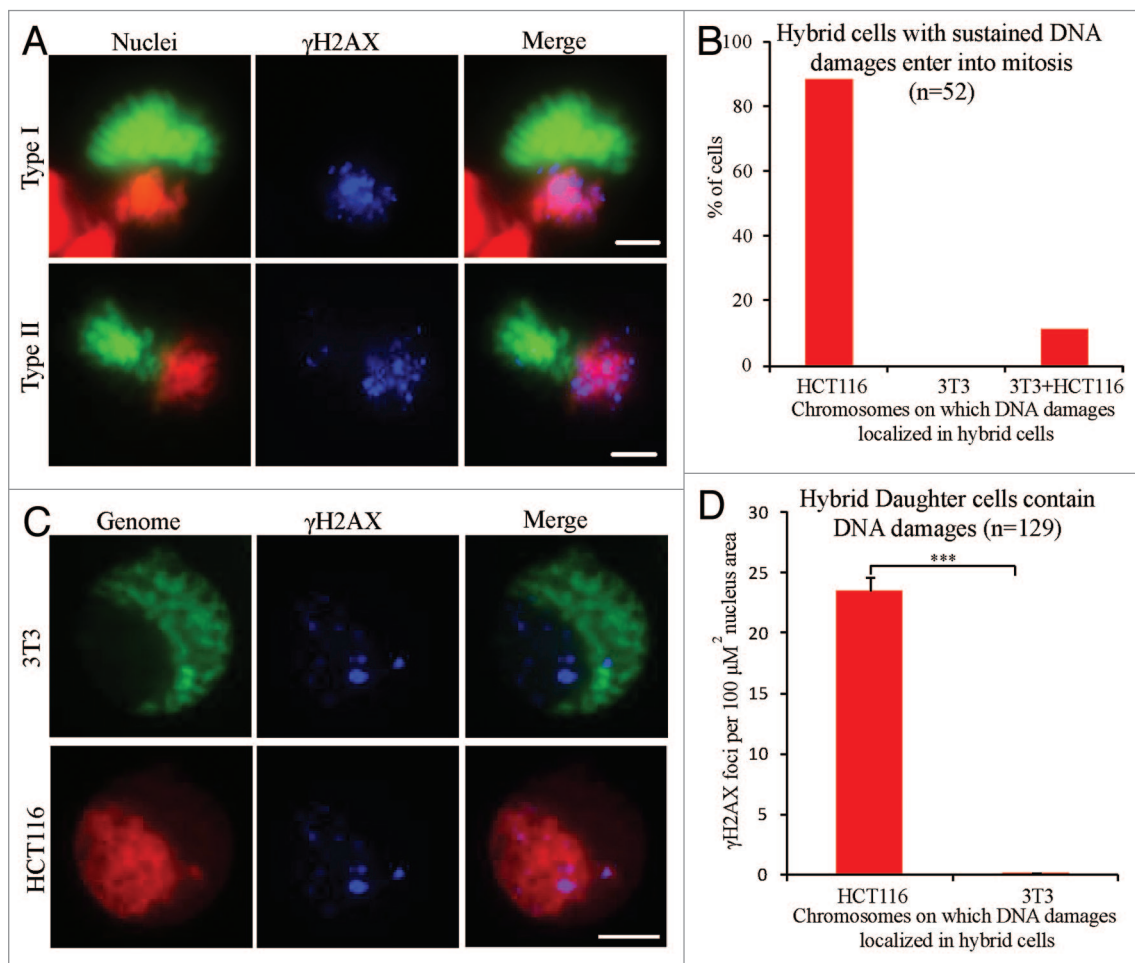 A
Nuclei
γH2AX
Merge
Type I
Type II
B
Hybrid cells with sustained DNA
damages enter into mitosis
(n=52)
100
80
60
40
20
0
% of cells
HCT116
3T3
3T3+HCT116
Chromosomes on which DNA damages
localized in hybrid cells
C
Genome
γH2AX
Merge
3T3
HCT116
D
Hybrid Daughter cells contain
DNA damages (n=129)
***
30
25
20
15
10
5
0
γH2AX foci per 100 μM² nucleus area
HCT116
3T3
Chromosomes on which DNA damages
localized in hybrid cells